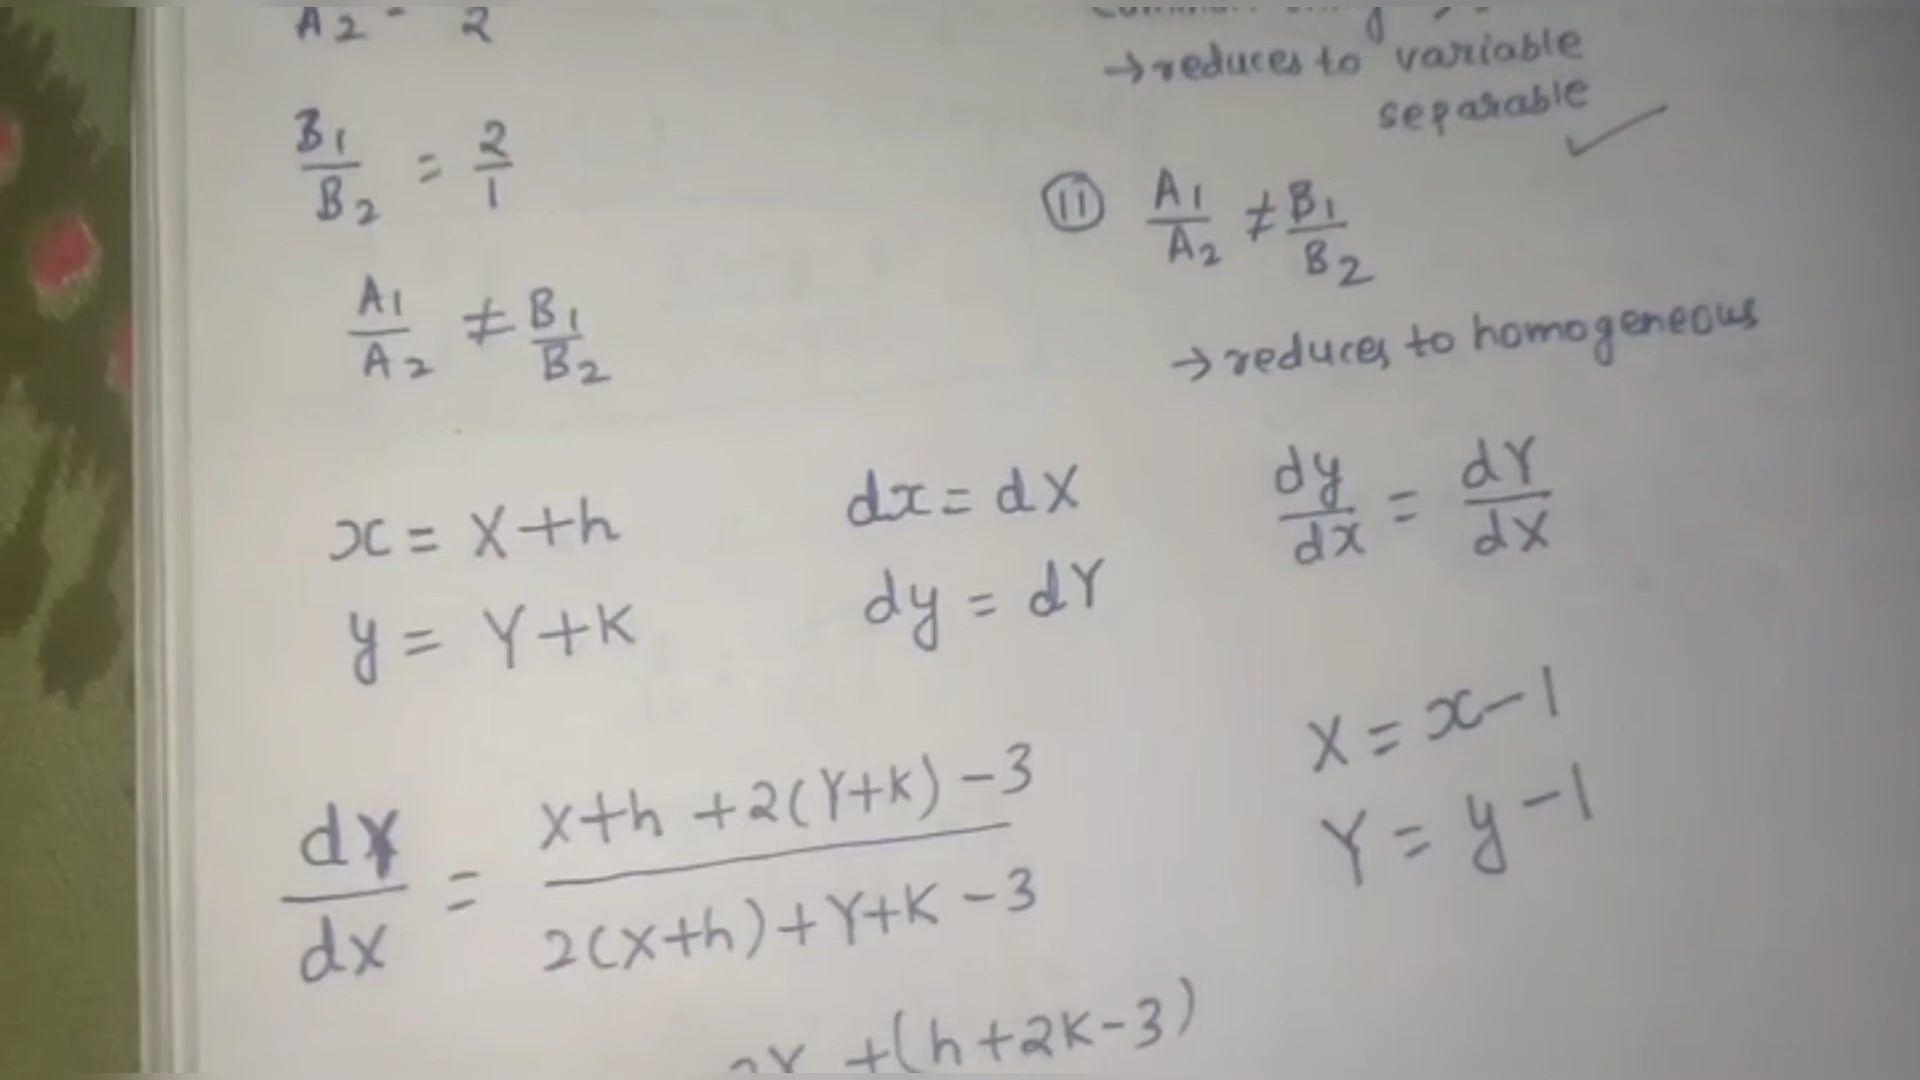 A2 - 2
B1/B2 = 2/1
A1/A2 ≠ B1/B2
→ reduces to variable
separable ✓
(11) A1/A2 ≠ B1/B2
→ reduces to homogeneous
x = X+h dx = dX dy/dx = dY/dX
y = Y+K dy = dY
X = x-1
Y = y-1
dY/dX = X+h+2(Y+K)-3 / 2(X+h)+Y+K-3
+(h+2K-3)